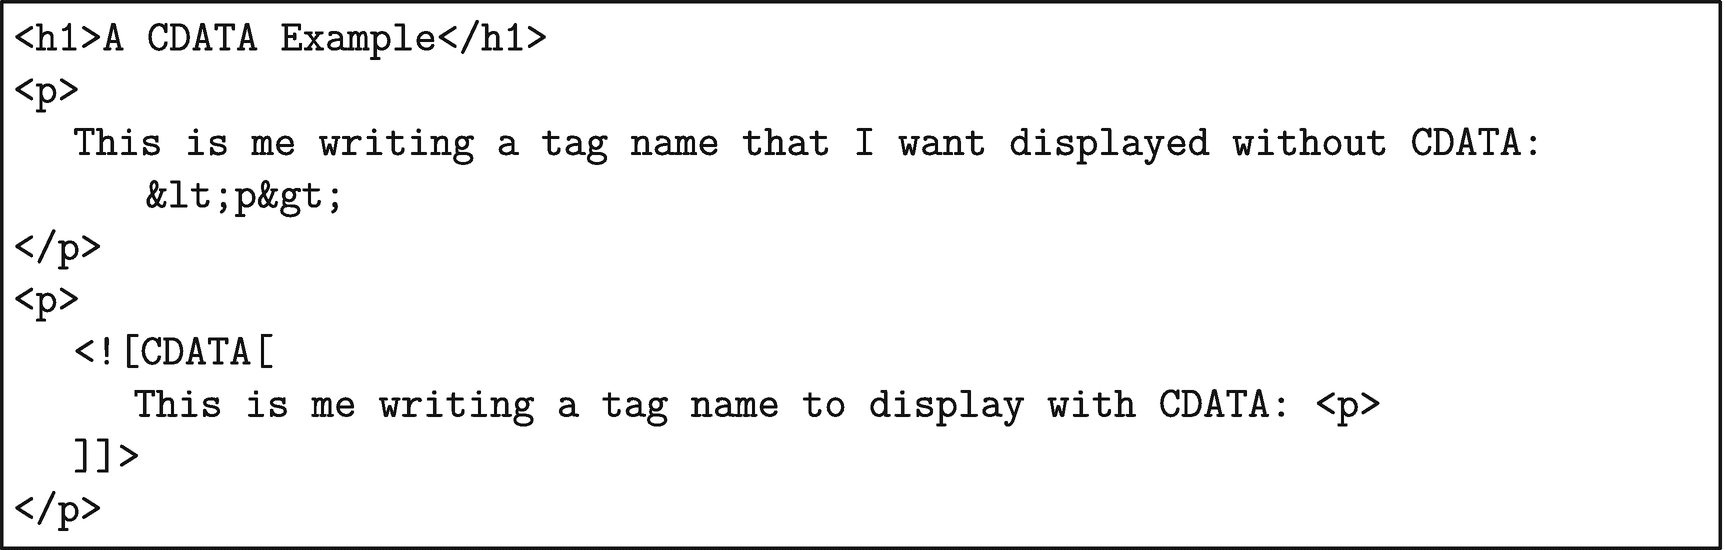 <h1>A CDATA Example</h1>
<p>
This is me writing a tag name that I want displayed without CDATA:
&lt;p&gt;
</p>
<p>
<![CDATA[
This is me writing a tag name to display with CDATA: <p>
]]>
</p>